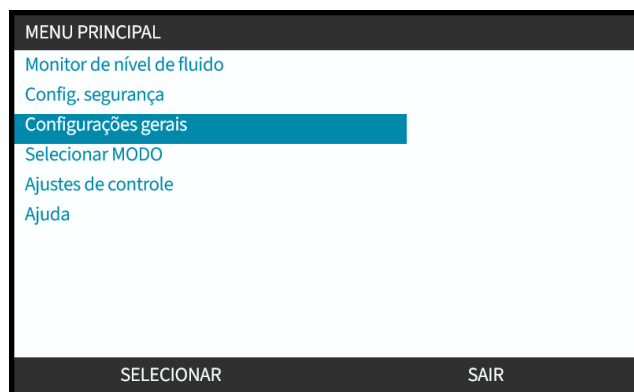 MENU PRINCIPAL
Monitor de nível de fluido
Config. segurança
Configurações gerais
Selecionar MODO
Ajustes de controle
Ajuda
SELECIONAR SAIR